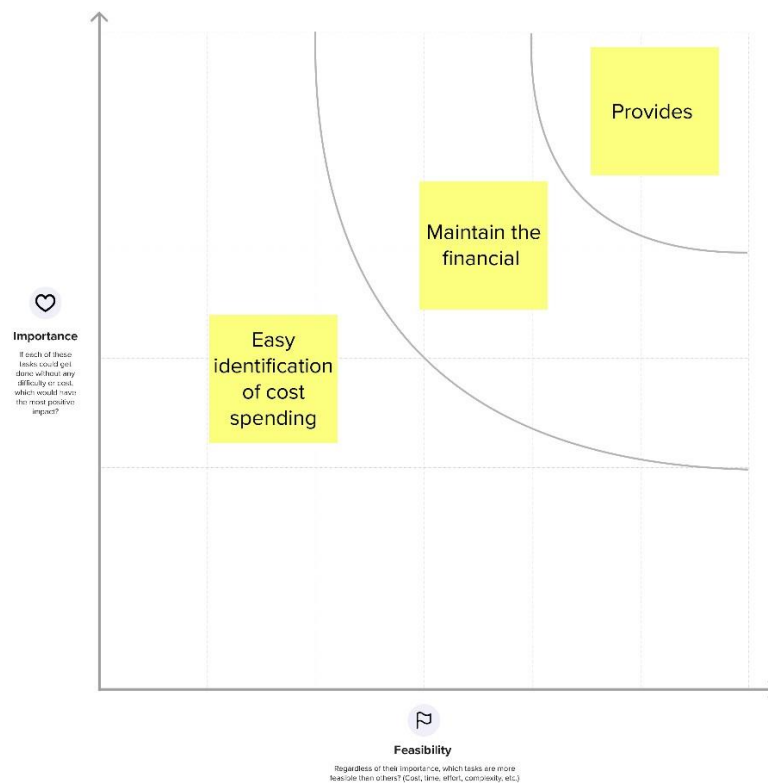 Provides
Maintain the
financial
Easy
identification
of cost
spending
Importance
If each of these
tasks could get
done without any
difficulty or cost,
which would have
the most positive
impact?
Feasibility
Regardless of their importance, which tasks are more
feasible than others? (Cost, time, effort, complexity, etc.)